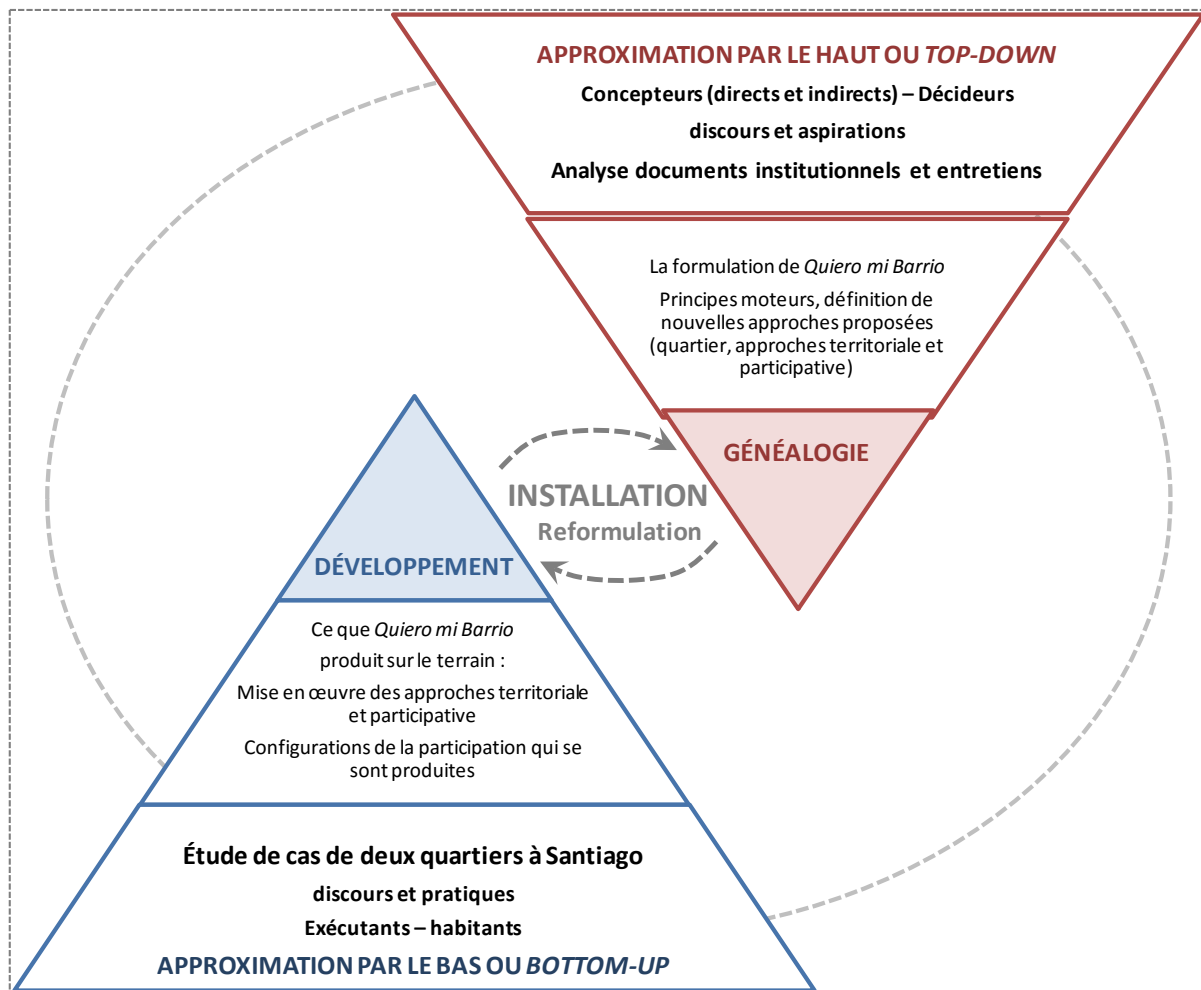 APPROXIMATION PAR LE HAUT OU TOP-DOWN
Concepteurs (directs et indirects) – Décideurs
discours et aspirations
Analyse documents institutionnels et entretiens
La formulation de Quiero mi Barrio
Principes moteurs, définition de
nouvelles approches proposées
(quartier, approches territoriale et
participative)
GÉNÉALOGIE
INSTALLATION
Reformulation
DÉVELOPPEMENT
Ce que Quiero mi Barrio
produit sur le terrain :
Mise en œuvre des approches territoriale
et participative
Configurations de la participation qui se
sont produites
Étude de cas de deux quartiers à Santiago
discours et pratiques
Exécutants – habitants
APPROXIMATION PAR LE BAS OU BOTTOM-UP